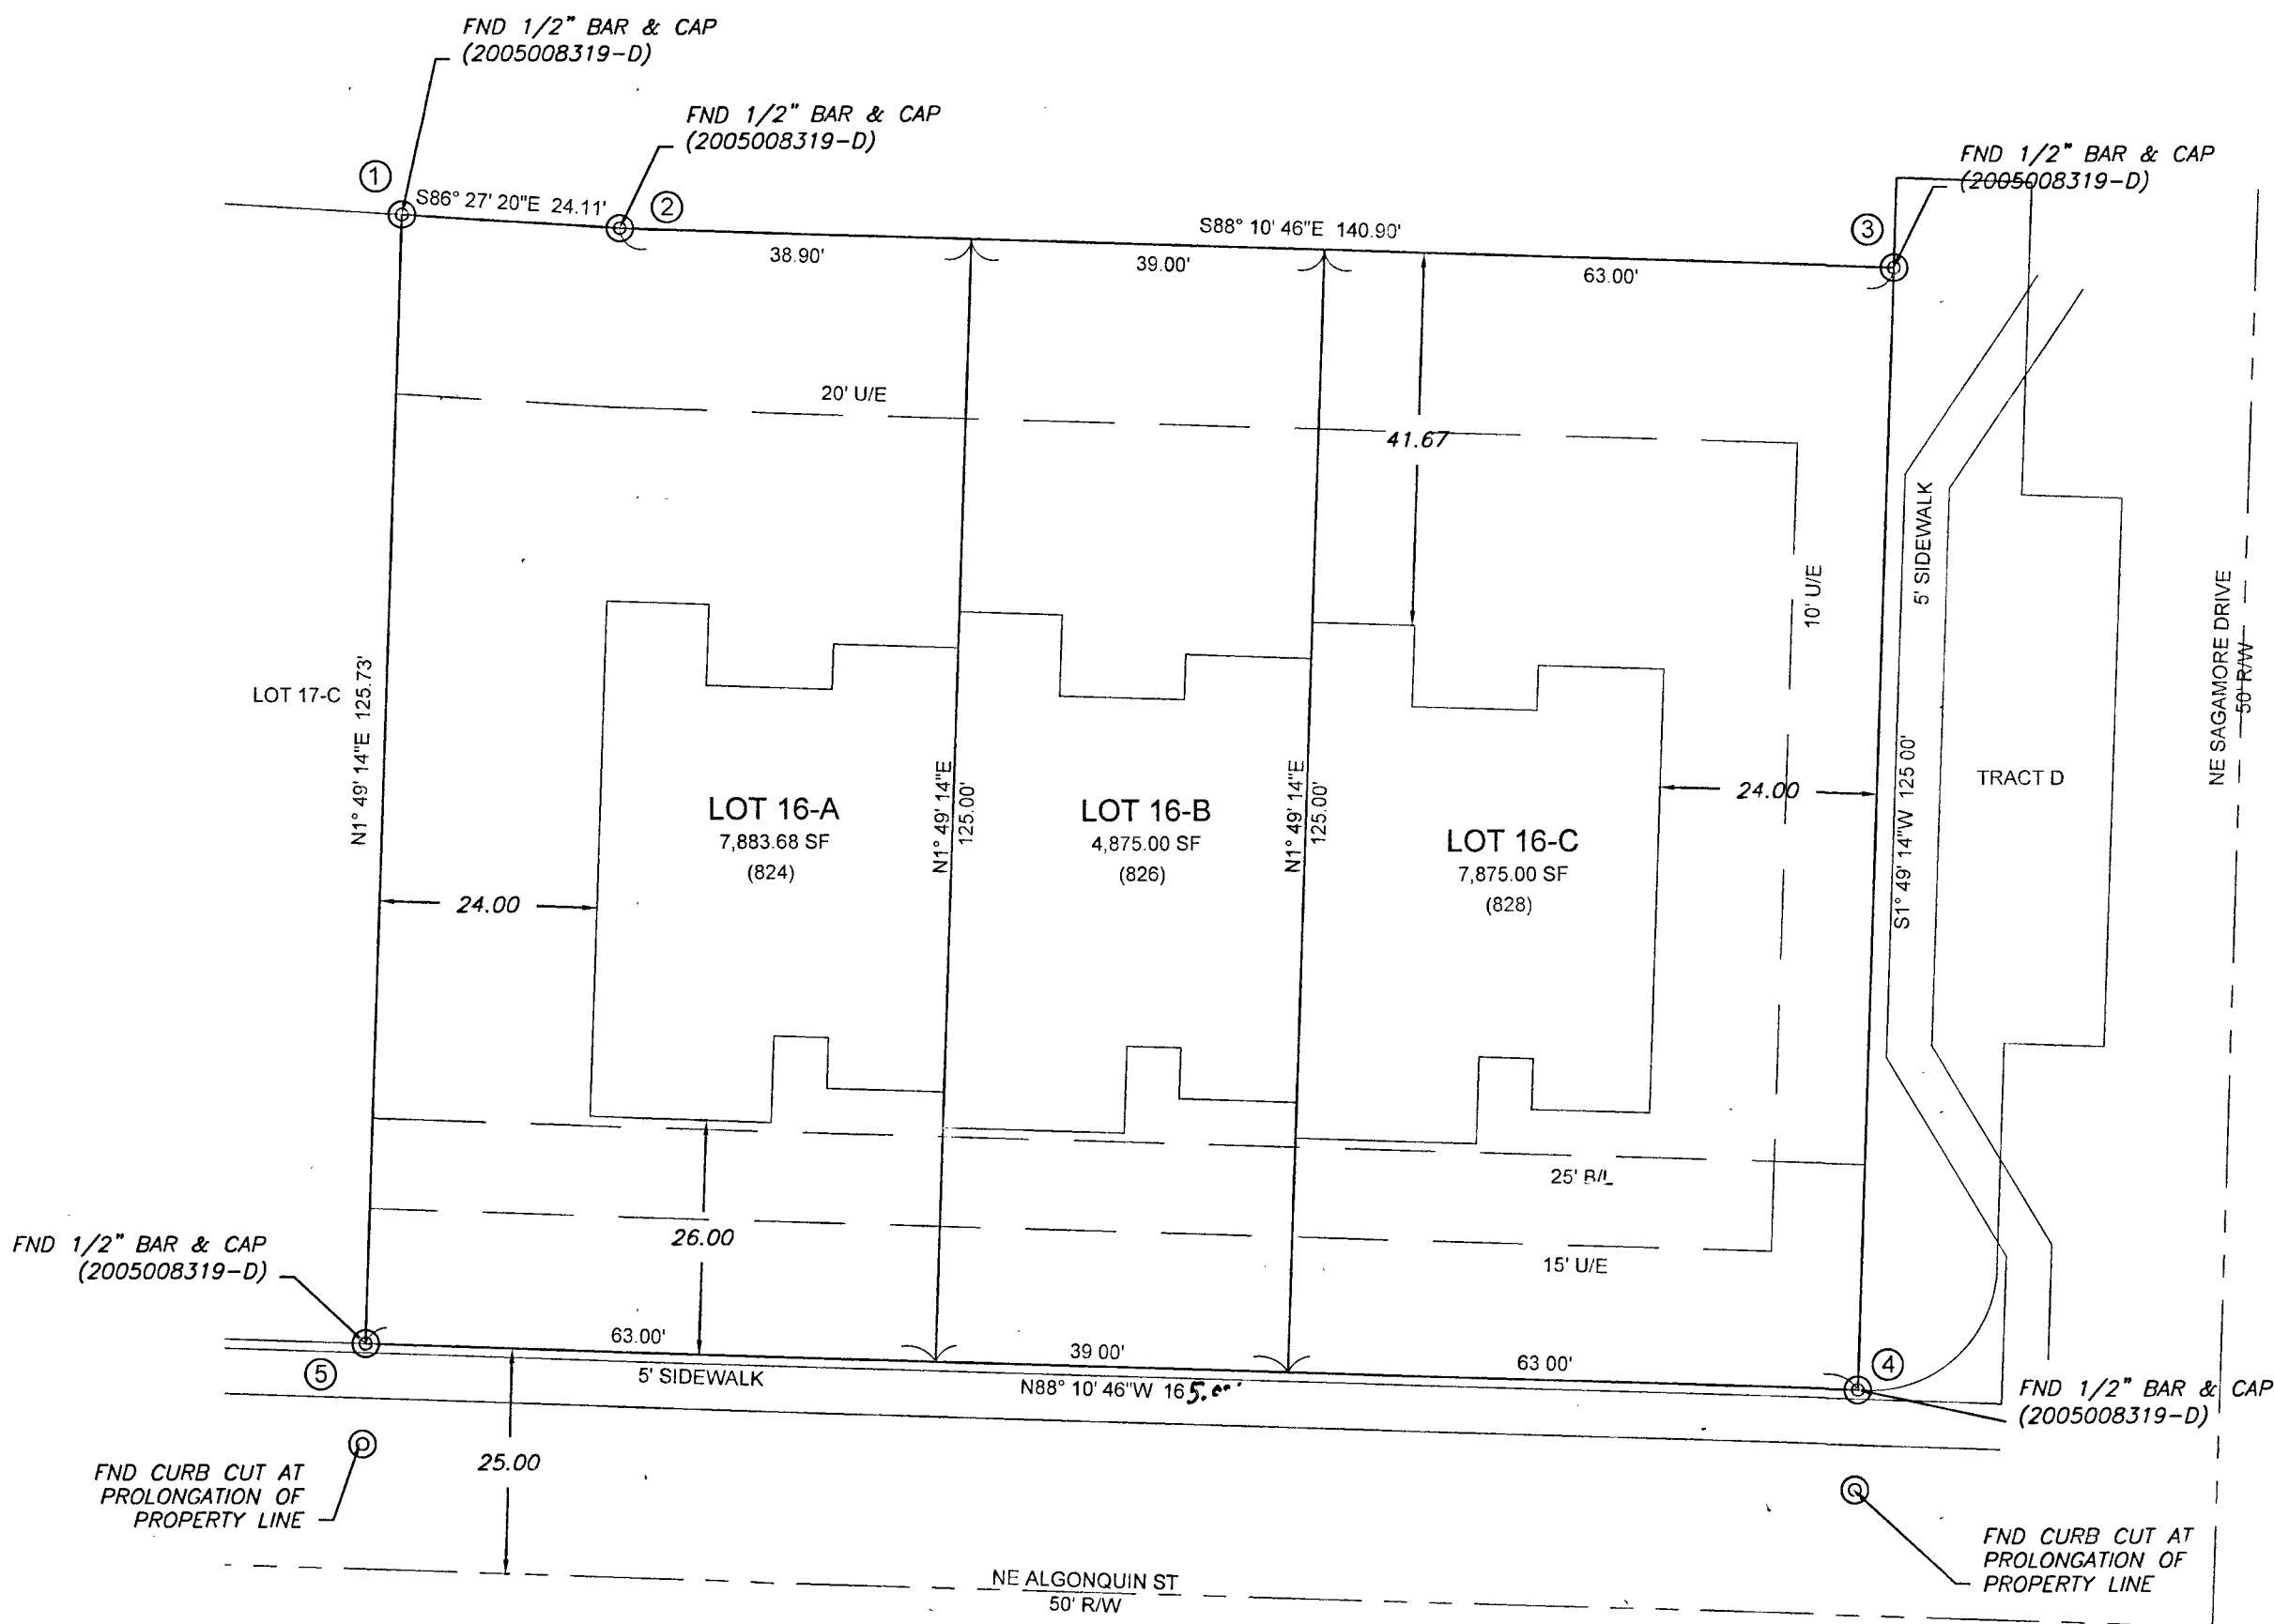 FND 1/2" BAR & CAP
(2005008319-D)
FND 1/2" BAR & CAP
(2005008319-D)
FND 1/2" BAR & CAP
(2005008319-D)
1
S86° 27' 20"E 24.11'
2
S88° 10' 46"E 140.90'
3
38.90'
39.00'
63.00'
20' U/E
41.67
10' U/E
5' SIDEWALK
NE SAGAMORE DRIVE
50' R/W
LOT 17-C
N1° 49' 14"E 125.73'
LOT 16-A
7,883.68 SF
(824)
N1° 49' 14"E
125.00'
LOT 16-B
4,875.00 SF
(826)
N1° 49' 14"E
125.00'
LOT 16-C
7,875.00 SF
(828)
24.00
S1° 49' 14"W 125 00'
TRACT D
24.00
25' B/L
26.00
15' U/E
FND 1/2" BAR & CAP
(2005008319-D)
63.00'
39 00'
63 00'
5
5' SIDEWALK
N88° 10' 46"W 165.00'
4
FND 1/2" BAR & CAP
(2005008319-D)
25.00
FND CURB CUT AT
PROLONGATION OF
PROPERTY LINE
FND CURB CUT AT
PROLONGATION OF
PROPERTY LINE
NE ALGONQUIN ST
50' R/W